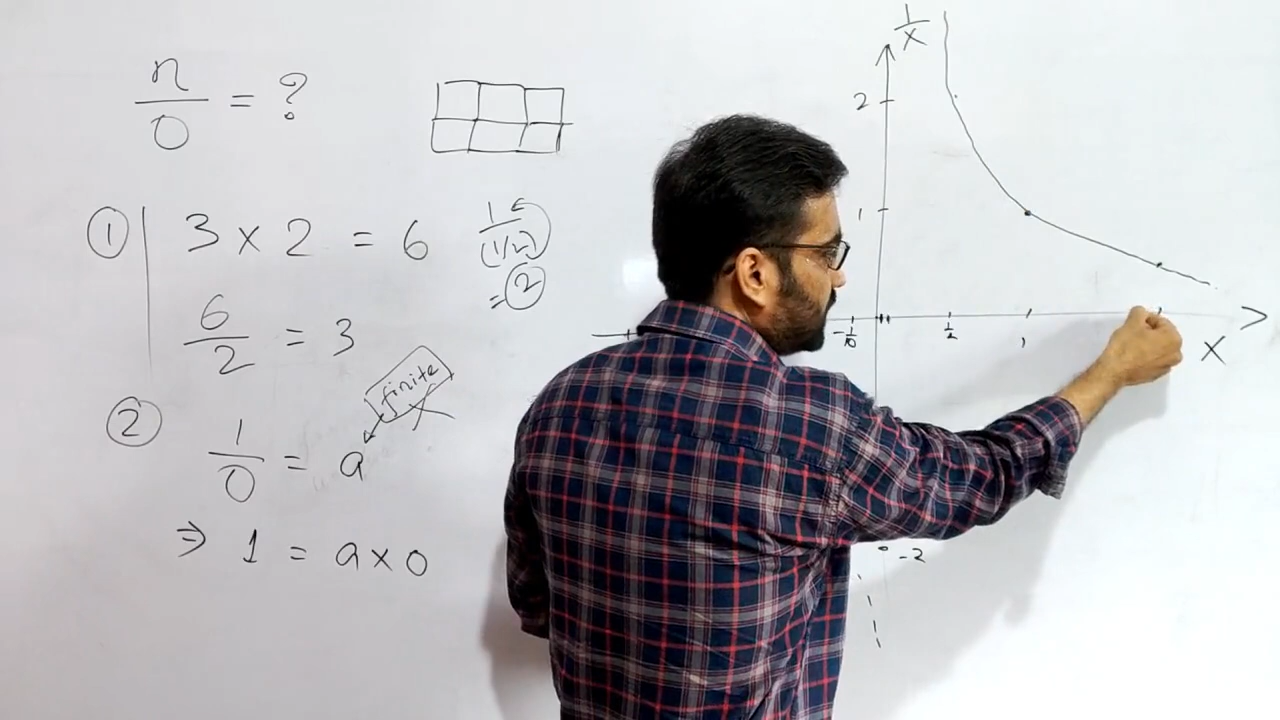 n/0 = ?
① 3 × 2 = 6
6/2 = 3
② 1/0 = a
finite
⇒ 1 = a × 0
1/(1/2)
= 2
1/x
2
1
-1/10 1/2 1
x
-2